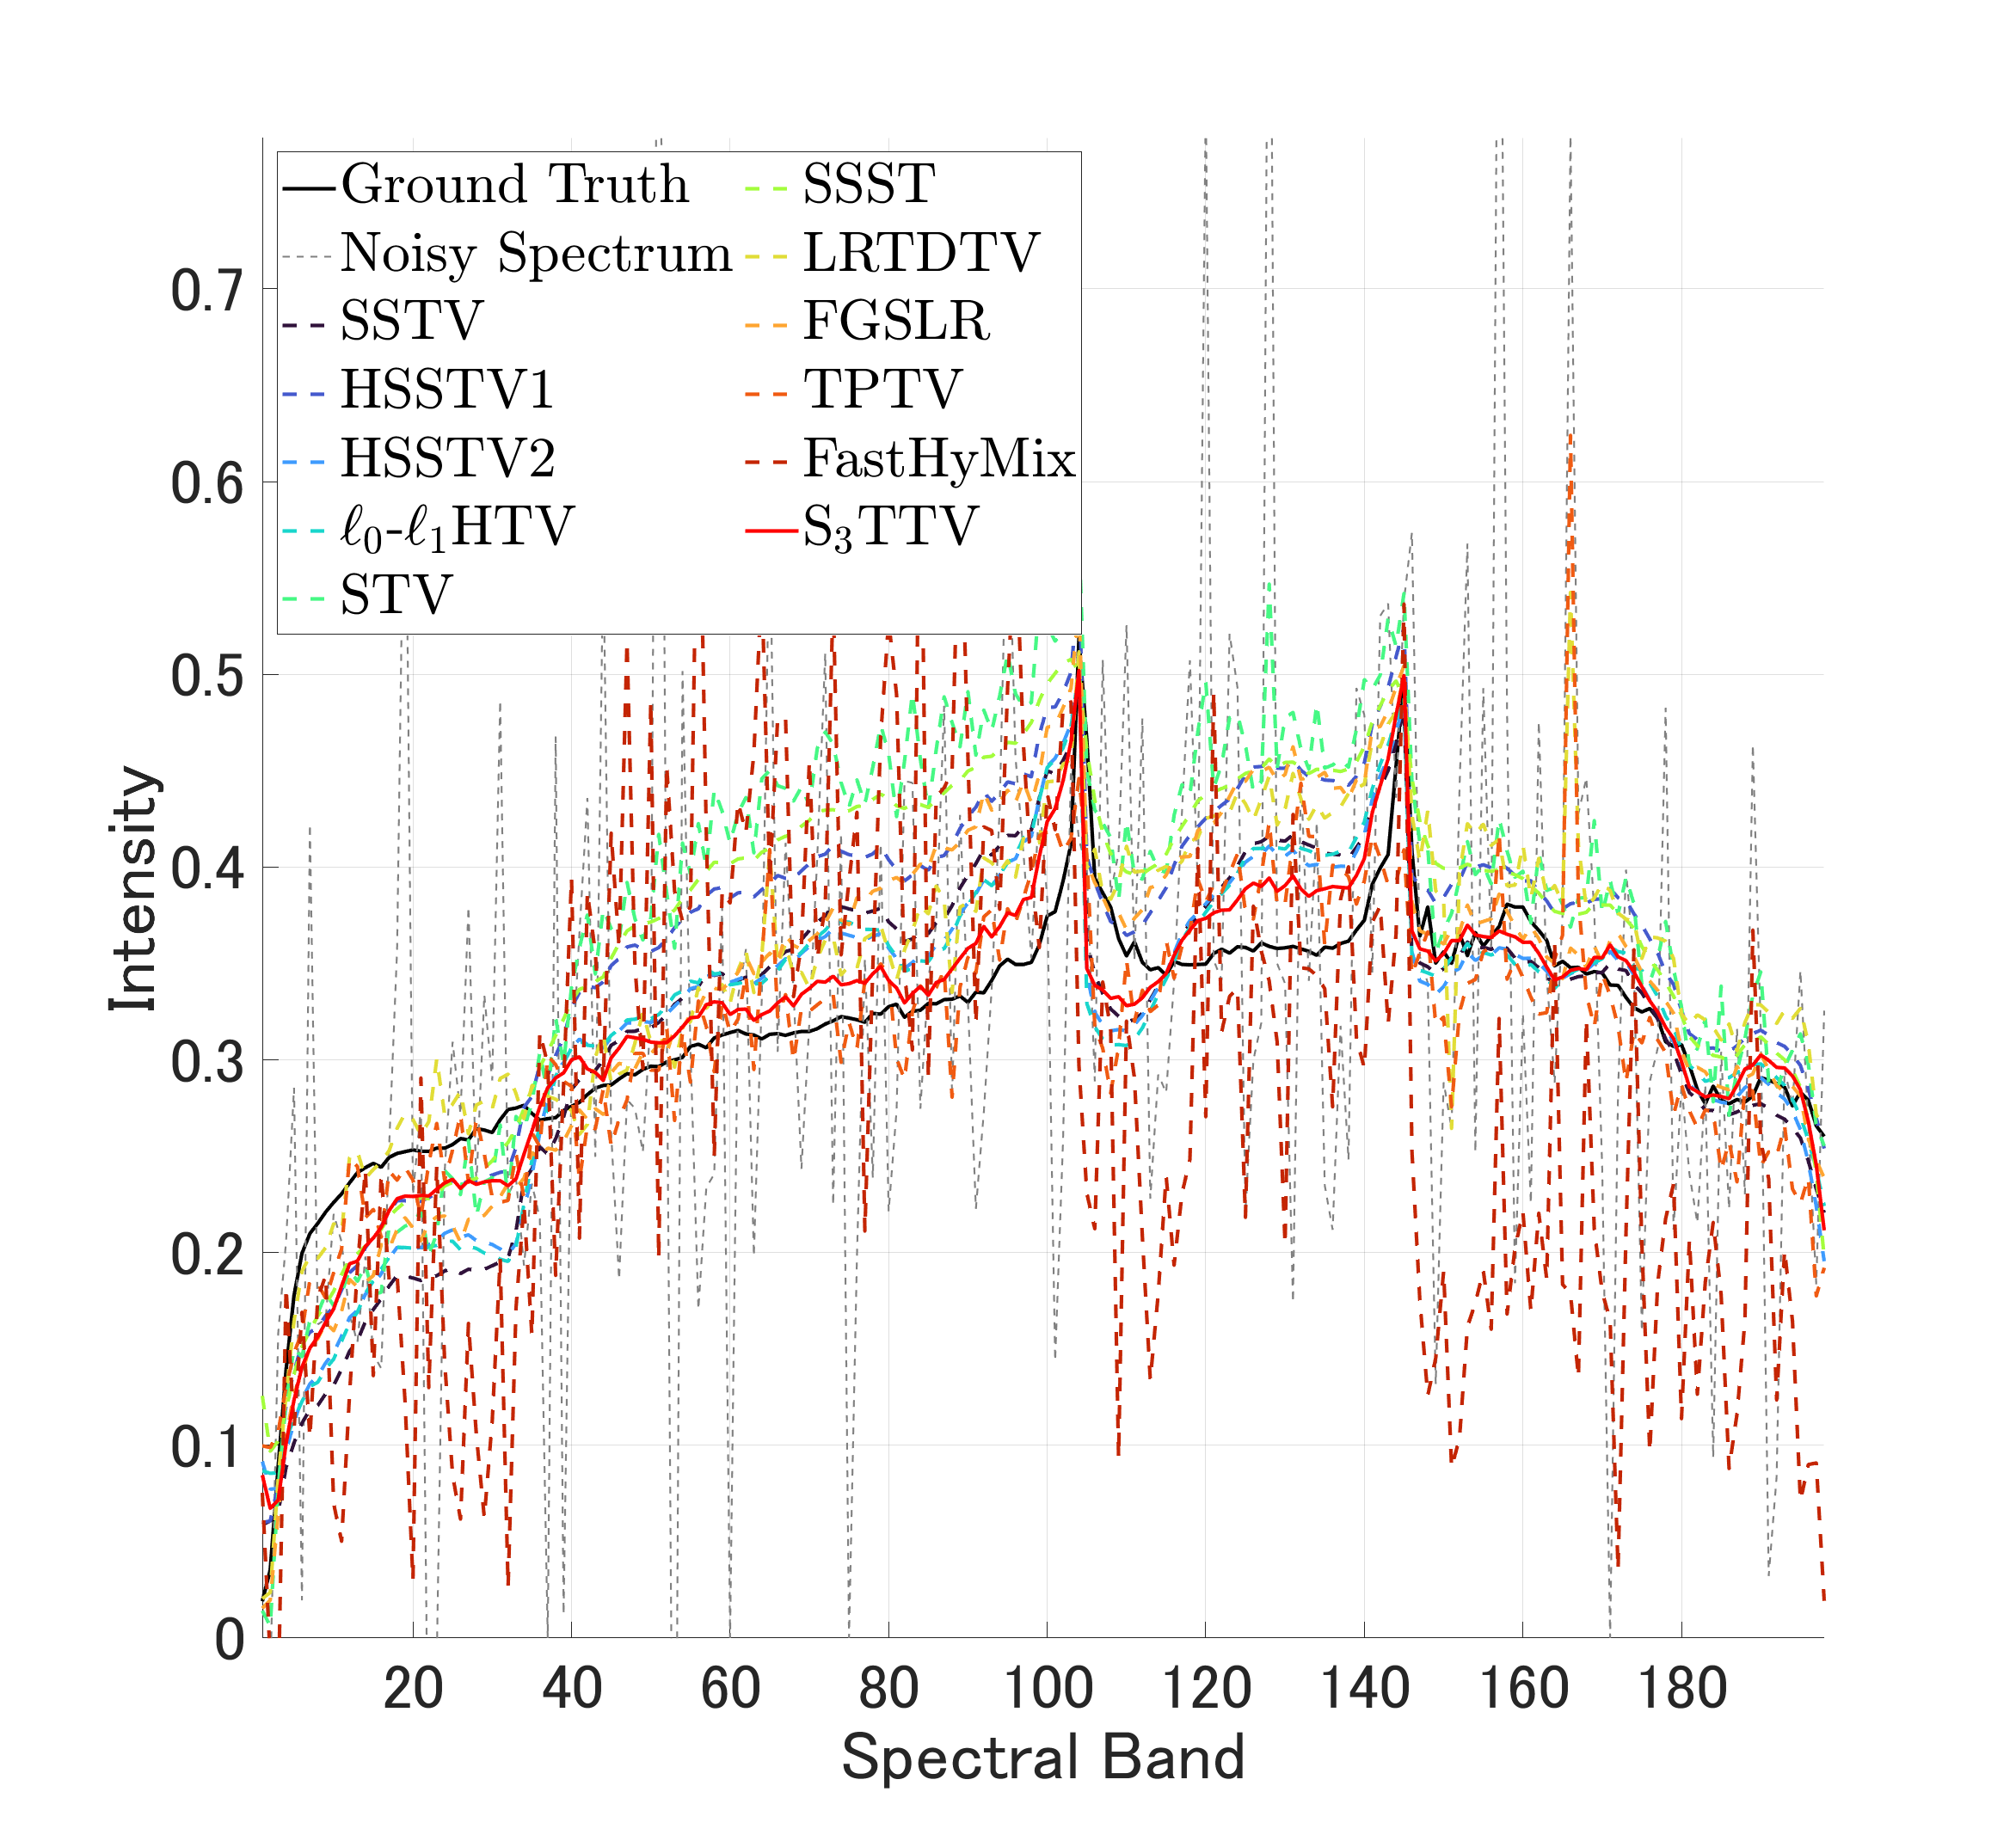 Ground Truth
Noisy Spectrum
SSTV
HSSTV1
HSSTV2
ℓ₀-ℓ₁HTV
STV
SSST
LRTDTV
FGSLR
TPTV
FastHyMix
S₃TTV
0.7
0.6
0.5
0.4
0.3
0.2
0.1
0
Intensity
20 40 60 80 100 120 140 160 180
Spectral Band